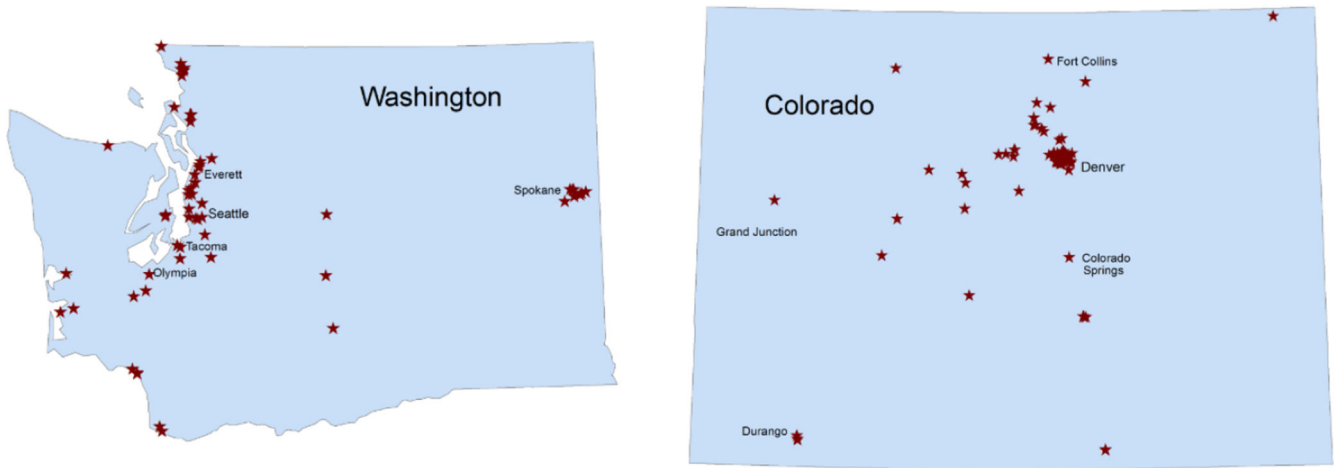 Washington
Everett
Spokane
Seattle
Tacoma
Olympia
Fort Collins
Colorado
Denver
Grand Junction
Colorado
Springs
Durango